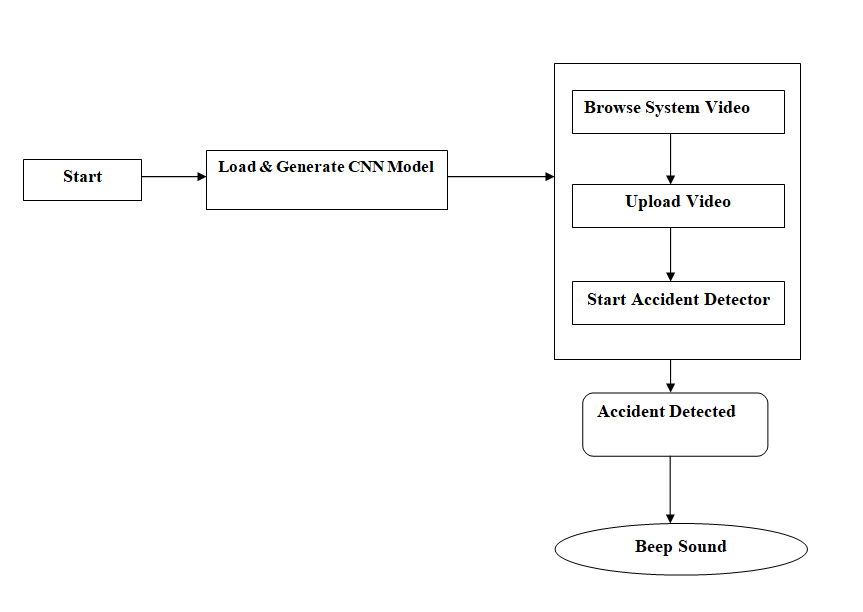 Start
Load & Generate CNN Model
Browse System Video
Upload Video
Start Accident Detector
Accident Detected
Beep Sound